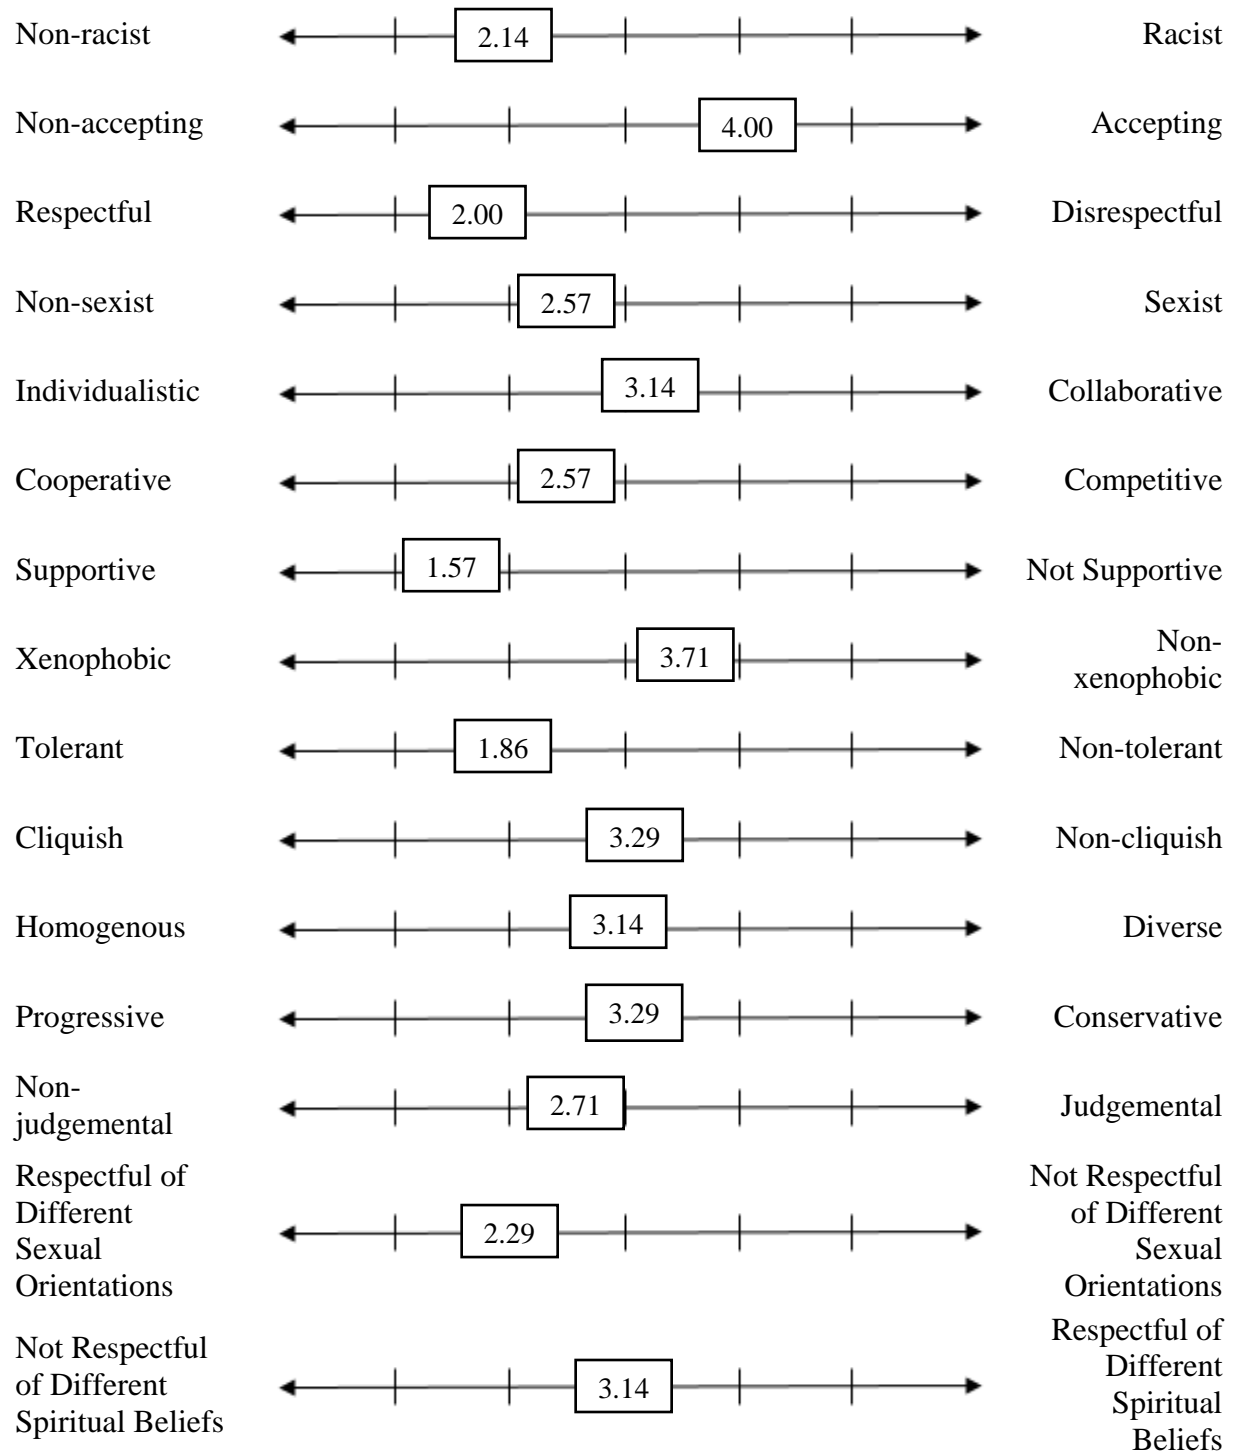 Non-racist 2.14 Racist
Non-accepting 4.00 Accepting
Respectful 2.00 Disrespectful
Non-sexist 2.57 Sexist
Individualistic 3.14 Collaborative
Cooperative 2.57 Competitive
Supportive 1.57 Not Supportive
Xenophobic 3.71 Non-
xenophobic
Tolerant 1.86 Non-tolerant
Cliquish 3.29 Non-cliquish
Homogenous 3.14 Diverse
Progressive 3.29 Conservative
Non-
judgemental 2.71 Judgemental
Respectful of
Different
Sexual
Orientations
2.29
Not Respectful
of Different
Sexual
Orientations
Not Respectful
of Different
Spiritual Beliefs
3.14
Respectful of
Different
Spiritual
Beliefs